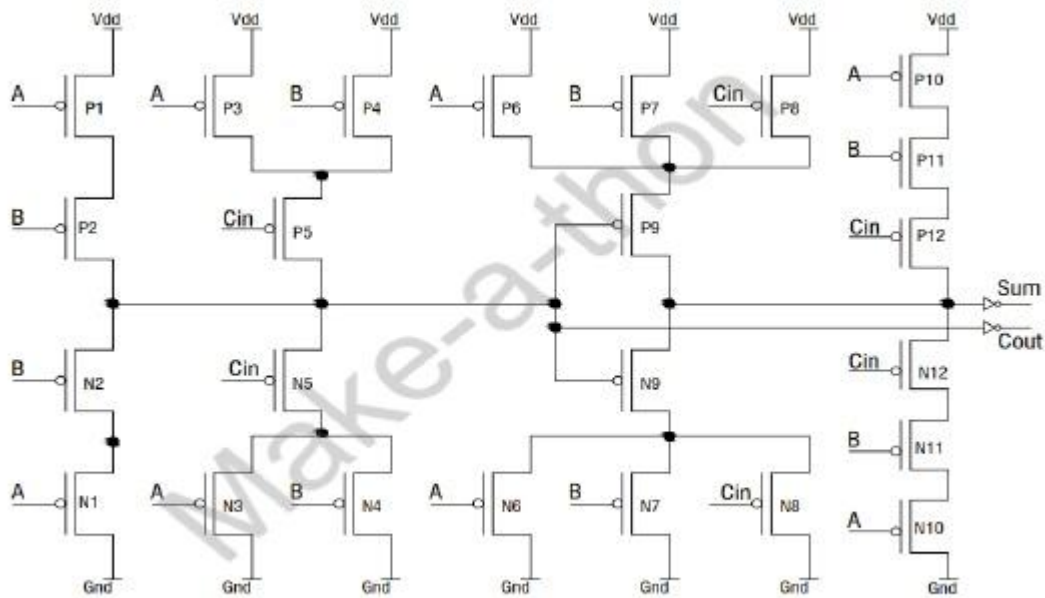 Vdd Vdd Vdd Vdd Vdd Vdd Vdd
A P1 A P3 B P4 A P6 B P7 Cin P8 A P10
B P11
B P2 Cin P5 P9 Cin P12
Sum
Cout
B N2 Cin N5 N9 Cin N12
B N11
A N1 A N3 B N4 A N6 B N7 Cin N8 A N10
Gnd Gnd Gnd Gnd Gnd Gnd Gnd
Make-a-thon